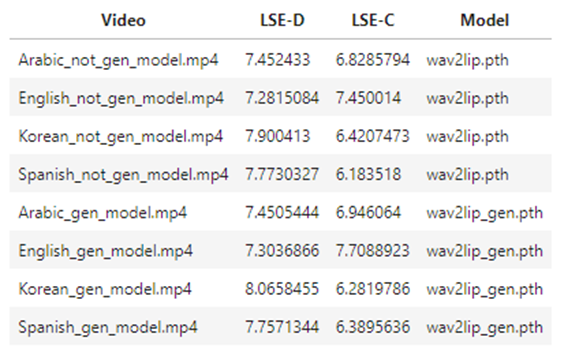 Video LSE-D LSE-C Model
Arabic_not_gen_model.mp4 7.452433 6.8285794 wav2lip.pth
English_not_gen_model.mp4 7.2815084 7.450014 wav2lip.pth
Korean_not_gen_model.mp4 7.900413 6.4207473 wav2lip.pth
Spanish_not_gen_model.mp4 7.7730327 6.183518 wav2lip.pth
Arabic_gen_model.mp4 7.4505444 6.946064 wav2lip_gen.pth
English_gen_model.mp4 7.3036866 7.7088923 wav2lip_gen.pth
Korean_gen_model.mp4 8.0658455 6.2819786 wav2lip_gen.pth
Spanish_gen_model.mp4 7.7571344 6.3895636 wav2lip_gen.pth